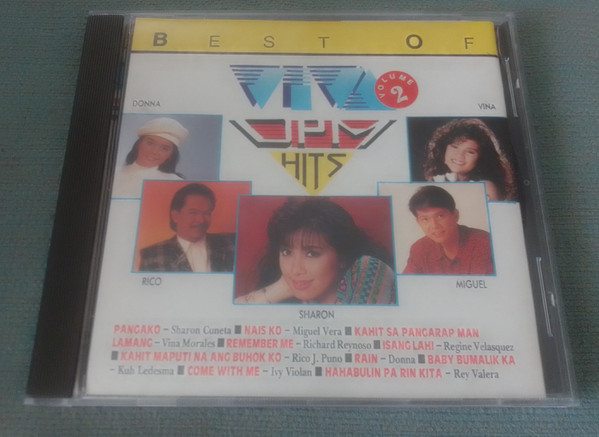 BEST OF
VIVA
VOLUME 2
OPM
HITS
DONNA
VINA
RICO
SHARON
MIGUEL
PANGAKO – Sharon Cuneta ■ NAIS KO – Miguel Vera ■ KAHIT SA PANGARAP MAN
LAMANG – Vina Morales ■ REMEMBER ME – Richard Reynoso ■ ISANG LAHI – Regine Velasquez
■ KAHIT MAPUTI NA ANG BUHOK KO – Rico J. Puno ■ RAIN – Donna ■ BABY BUMALIK KA
– Kuh Ledesma ■ COME WITH ME – Ivy Violan ■ HAHABULIN PA RIN KITA – Rey Valera